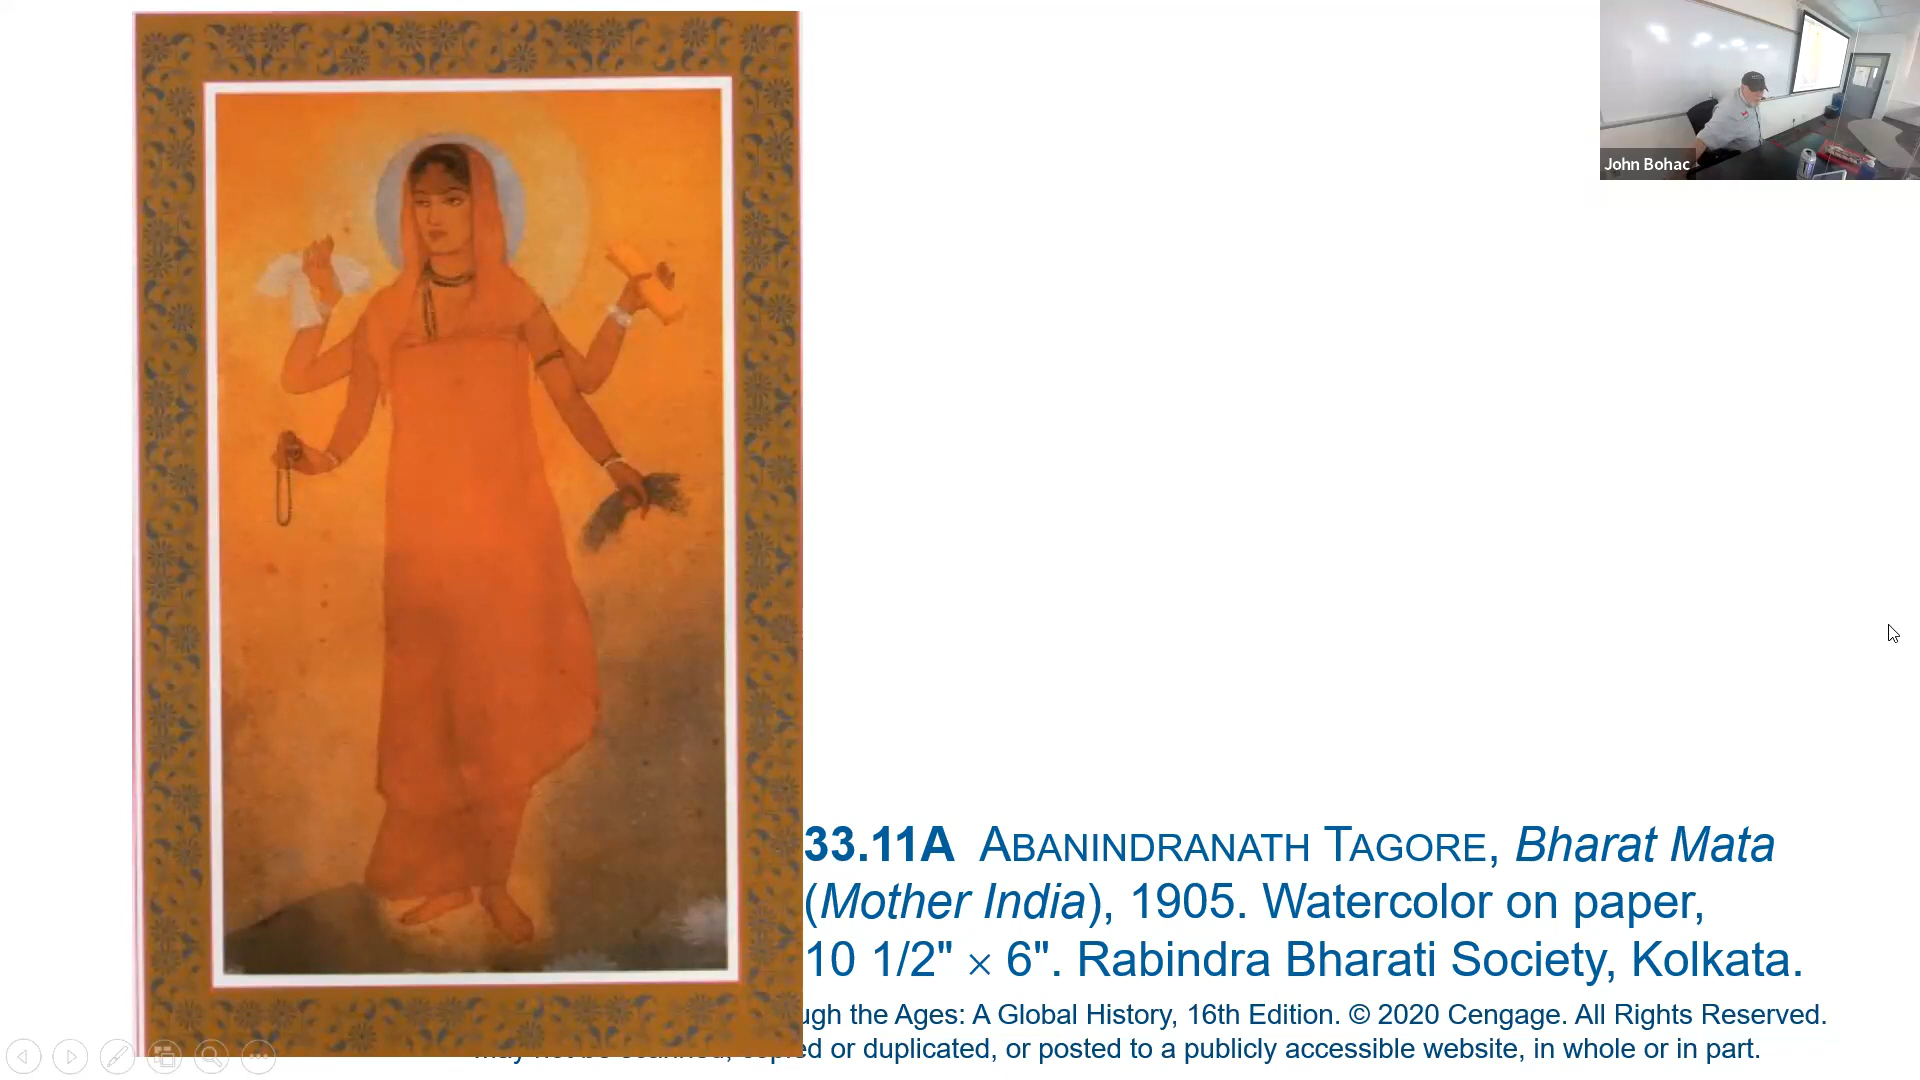 John Bohac
33.11A ABANINDRANATH TAGORE, Bharat Mata
(Mother India), 1905. Watercolor on paper,
10 1/2" × 6". Rabindra Bharati Society, Kolkata.
the Ages: A Global History, 16th Edition. © 2020 Cengage. All Rights Reserved.
or duplicated, or posted to a publicly accessible website, in whole or in part.